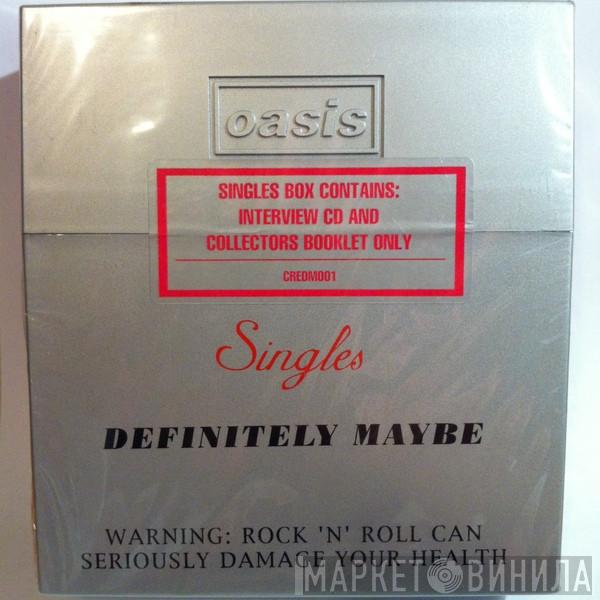 oasis
SINGLES BOX CONTAINS:
INTERVIEW CD AND
COLLECTORS BOOKLET ONLY
CREDM001
Singles
DEFINITELY MAYBE
WARNING: ROCK 'N' ROLL CAN
SERIOUSLY DAMAGE YOUR HEALTH
МАРКЕТ ВИНИЛА